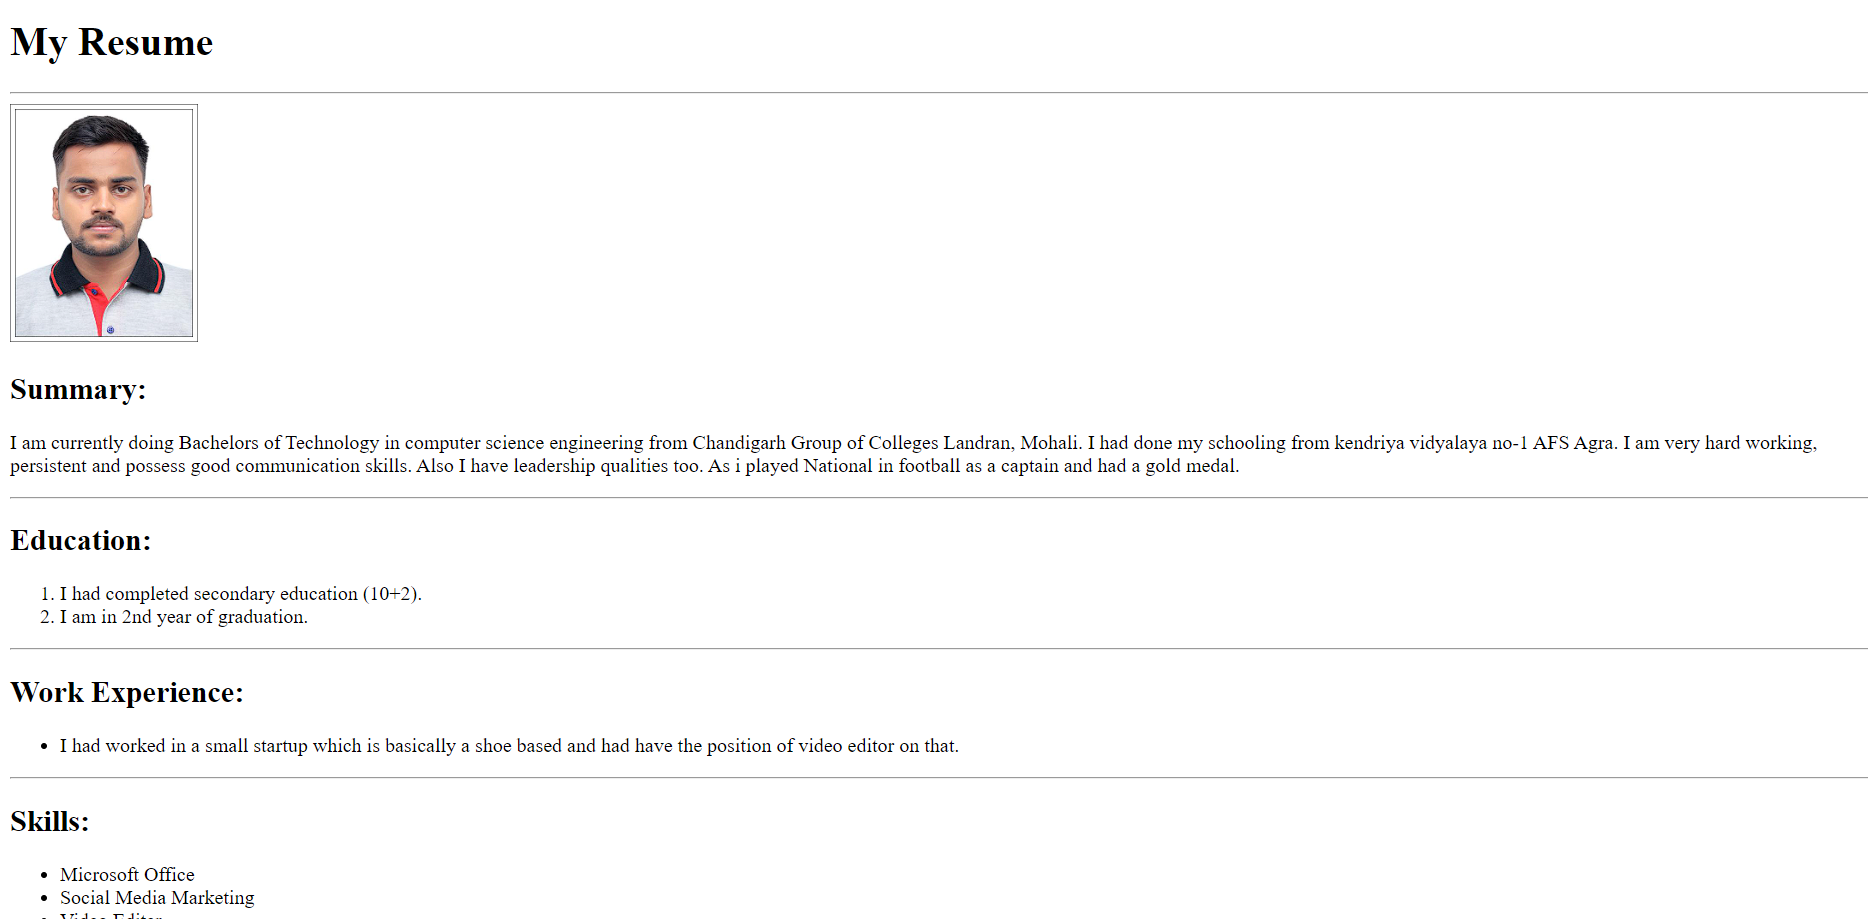 My Resume
Summary:
I am currently doing Bachelors of Technology in computer science engineering from Chandigarh Group of Colleges Landran, Mohali. I had done my schooling from kendriya vidyalaya no-1 AFS Agra. I am very hard working,
persistent and possess good communication skills. Also I have leadership qualities too. As i played National in football as a captain and had a gold medal.
Education:
1. I had completed secondary education (10+2).
2. I am in 2nd year of graduation.
Work Experience:
• I had worked in a small startup which is basically a shoe based and had have the position of video editor on that.
Skills:
• Microsoft Office
• Social Media Marketing
• Video Editor